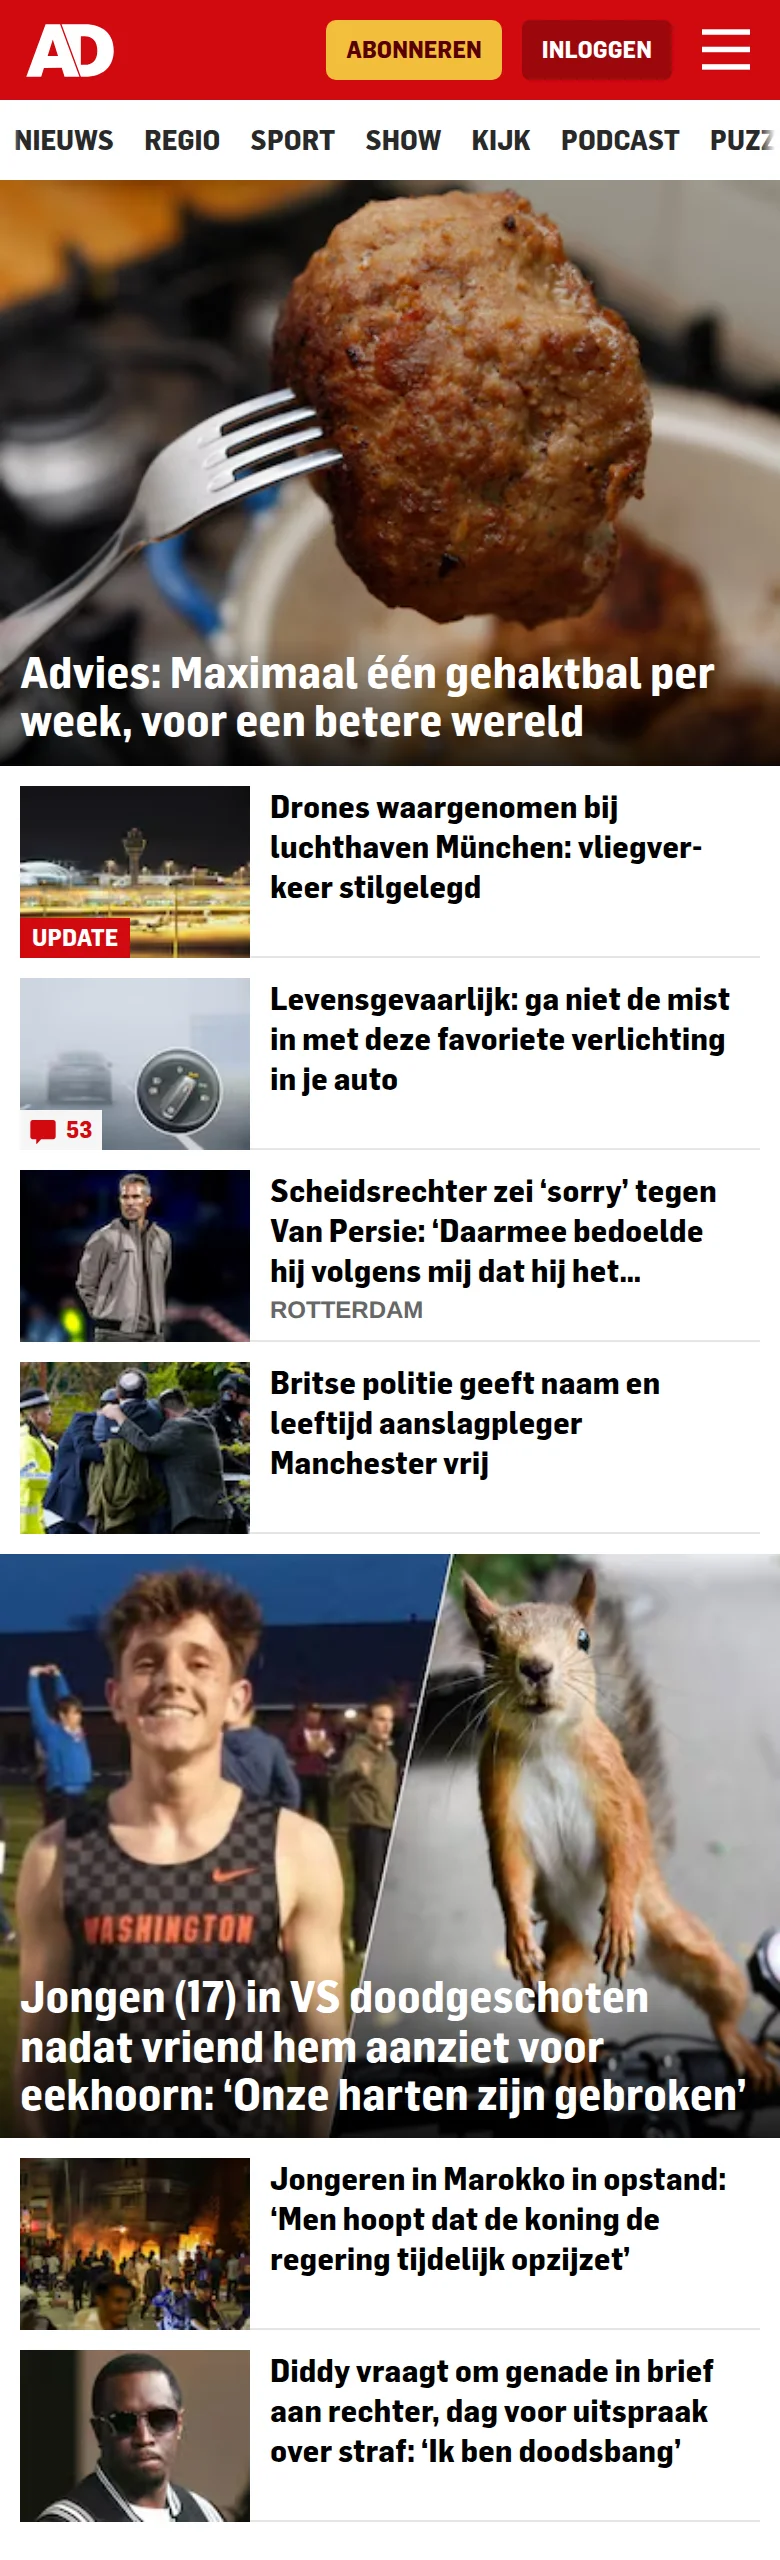 AD
ABONNEREN
INLOGGEN
NIEUWS REGIO SPORT SHOW KIJK PODCAST PUZZ
Advies: Maximaal één gehaktbal per
week, voor een betere wereld
Drones waargenomen bij
luchthaven München: vliegver-
keer stilgelegd
UPDATE
Levensgevaarlijk: ga niet de mist
in met deze favoriete verlichting
in je auto
53
Scheidsrechter zei ‘sorry’ tegen
Van Persie: ‘Daarmee bedoelde
hij volgens mij dat hij het...
ROTTERDAM
Britse politie geeft naam en
leeftijd aanslagpleger
Manchester vrij
WASHINGTON
Jongen (17) in VS doodgeschoten
nadat vriend hem aanziet voor
eekhoorn: ‘Onze harten zijn gebroken’
Jongeren in Marokko in opstand:
‘Men hoopt dat de koning de
regering tijdelijk opzijzet’
Diddy vraagt om genade in brief
aan rechter, dag voor uitspraak
over straf: ‘Ik ben doodsbang’